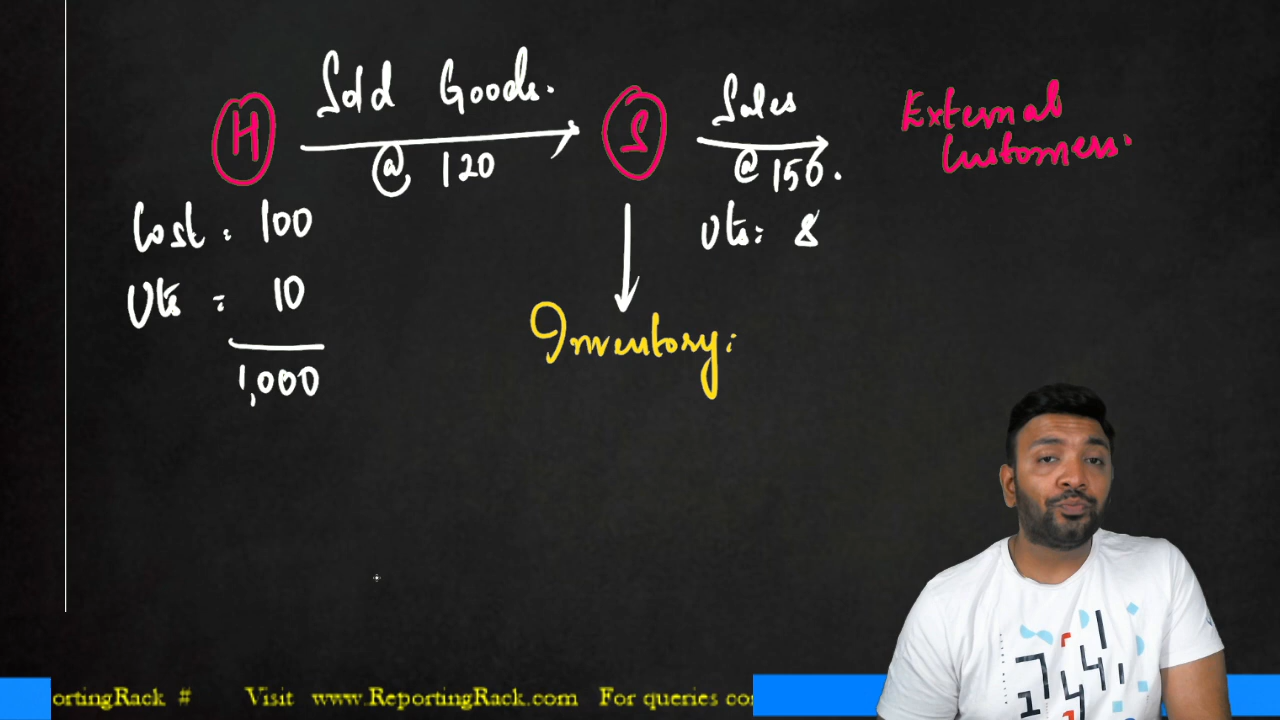 H
Sold Goods.
@ 120
S
Sales
@ 150.
Uts: 8
External
Customers.
Cost = 100
Uts = 10
1,000
Inventory:
ortingRack # Visit www.ReportingRack.com For queries co